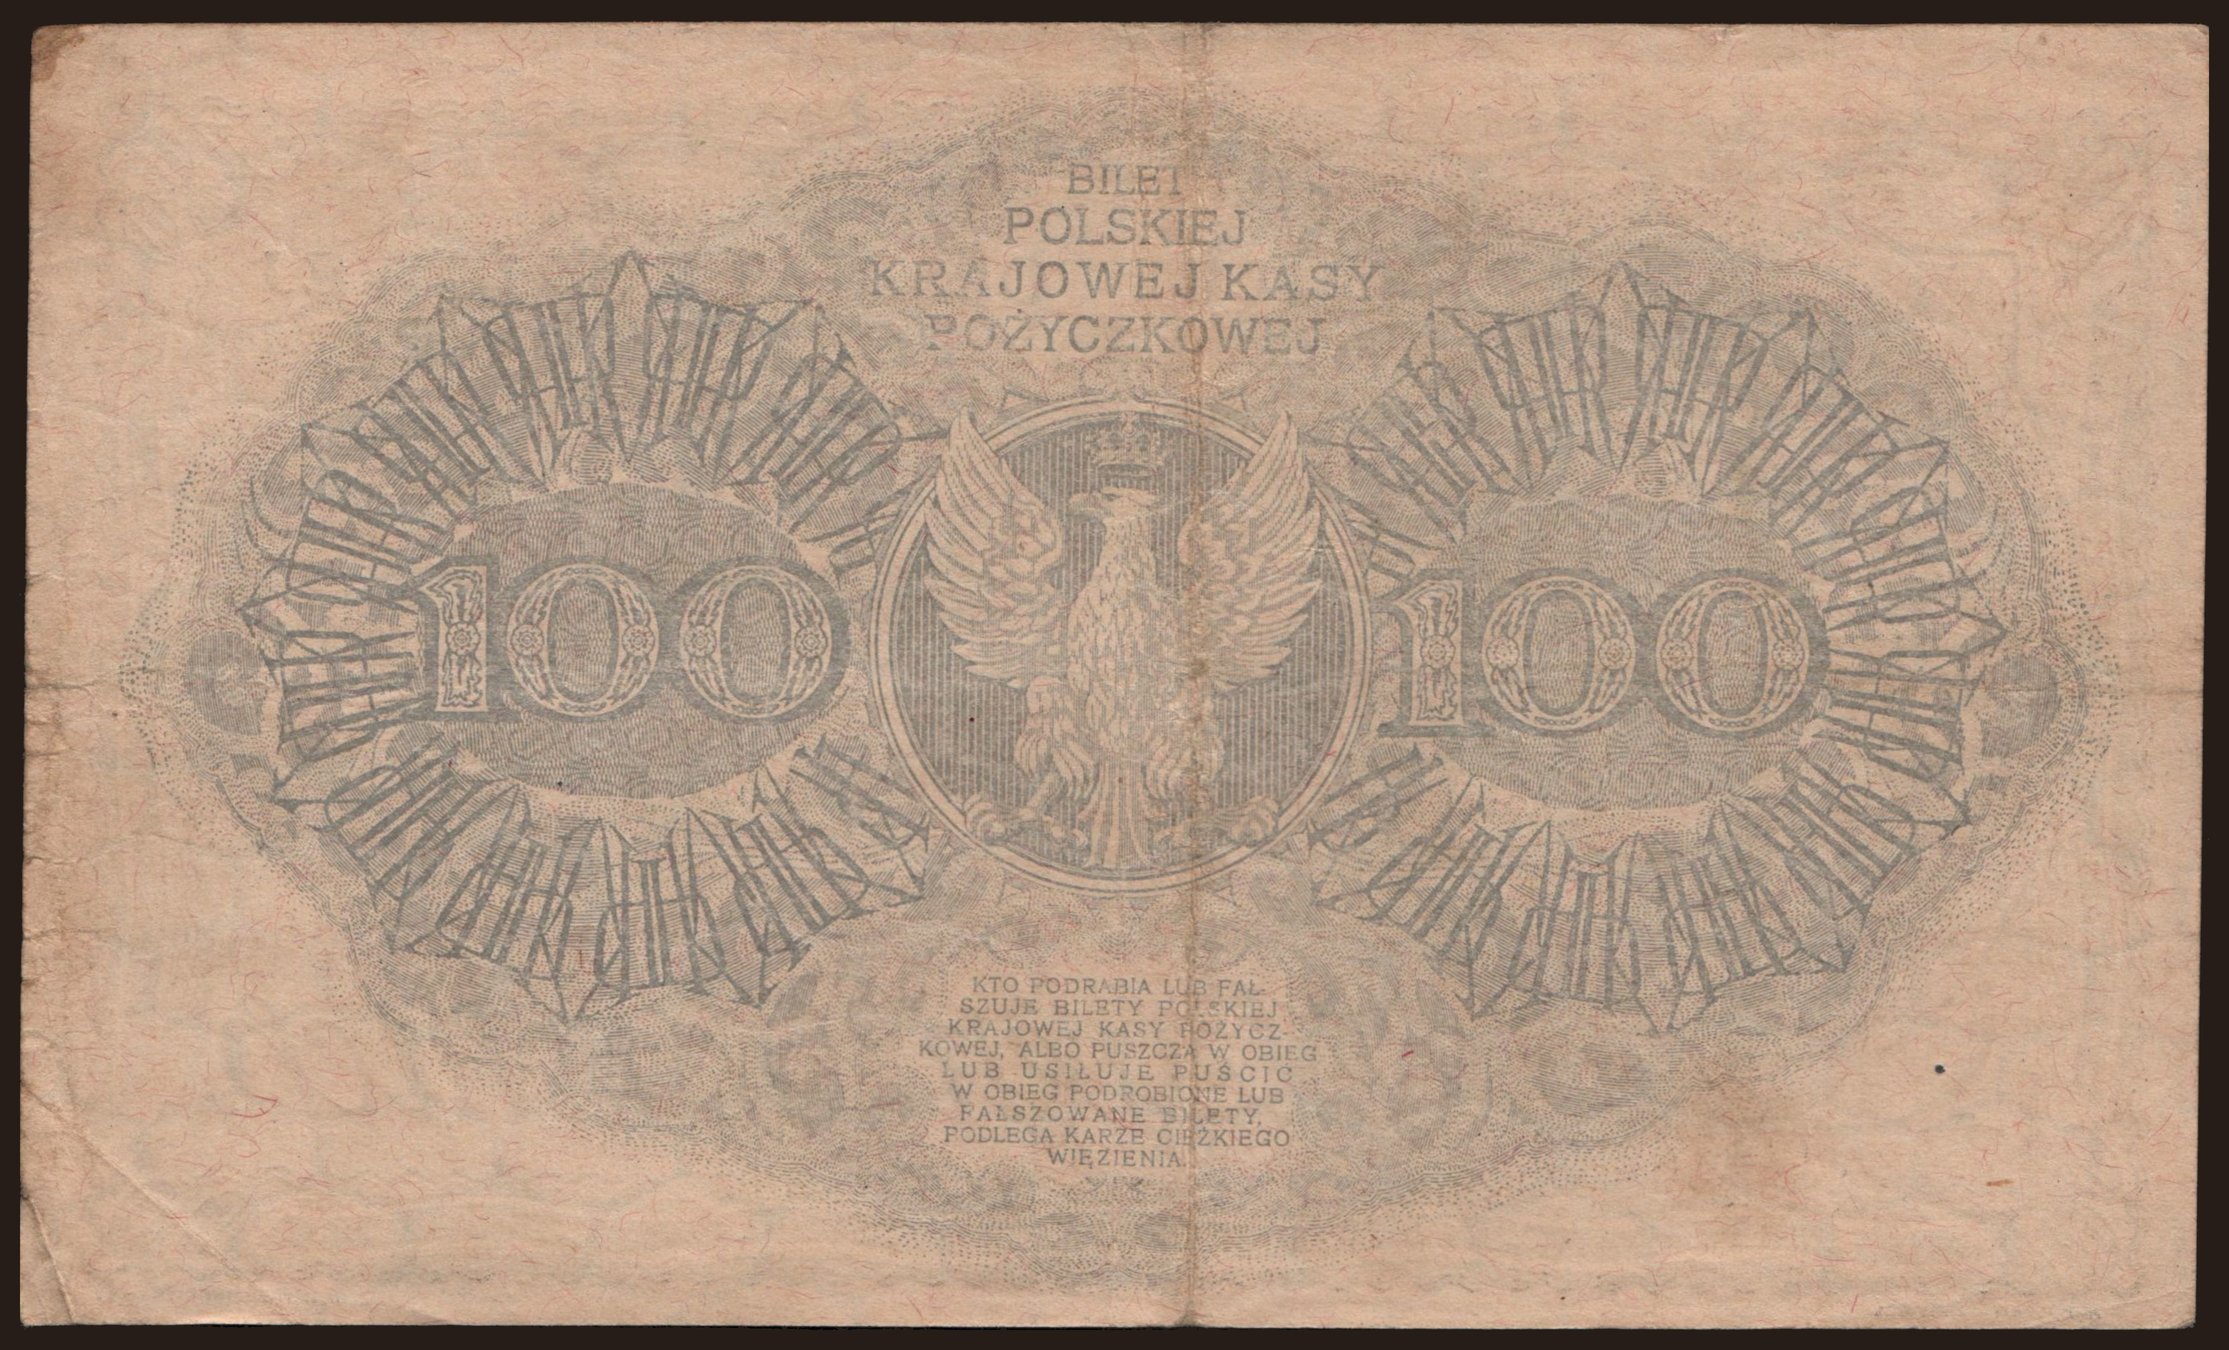 BILET
POLSKIEJ
KRAJOWEJ KASY
POŻYCZKOWEJ
100
100
KTO PODRABIA LUB FAŁ-
SZUJE BILETY POLSKIEJ
KRAJOWEJ KASY POŻYCZ-
KOWEJ, ALBO PUSZCZA W OBIEG
LUB USIŁUJE PUŚCIĆ
W OBIEG PODROBIONE LUB
FAŁSZOWANE BILETY,
PODLEGA KARZE CIĘŻKIEGO
WIĘZIENIA.